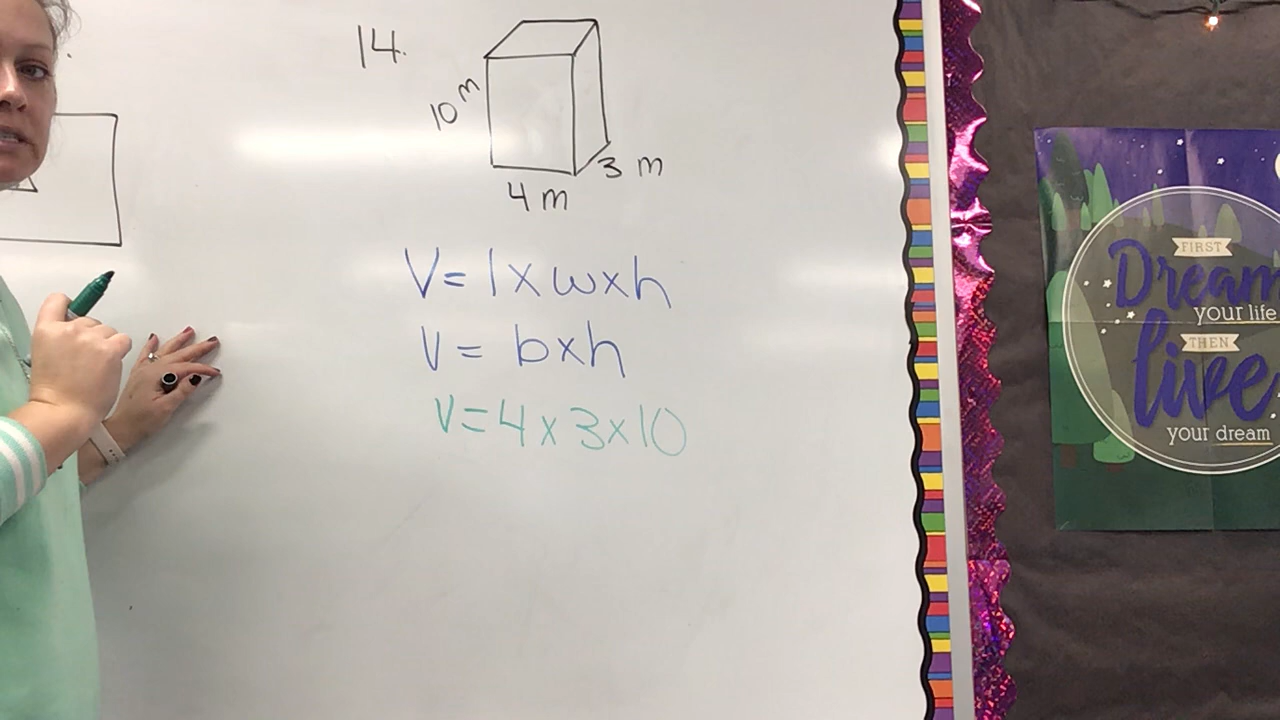 14.
10 m
3 m
4 m
V = l x w x h
V = b x h
V = 4 x 3 x 10
FIRST
Dream
your life
THEN
live
your dream